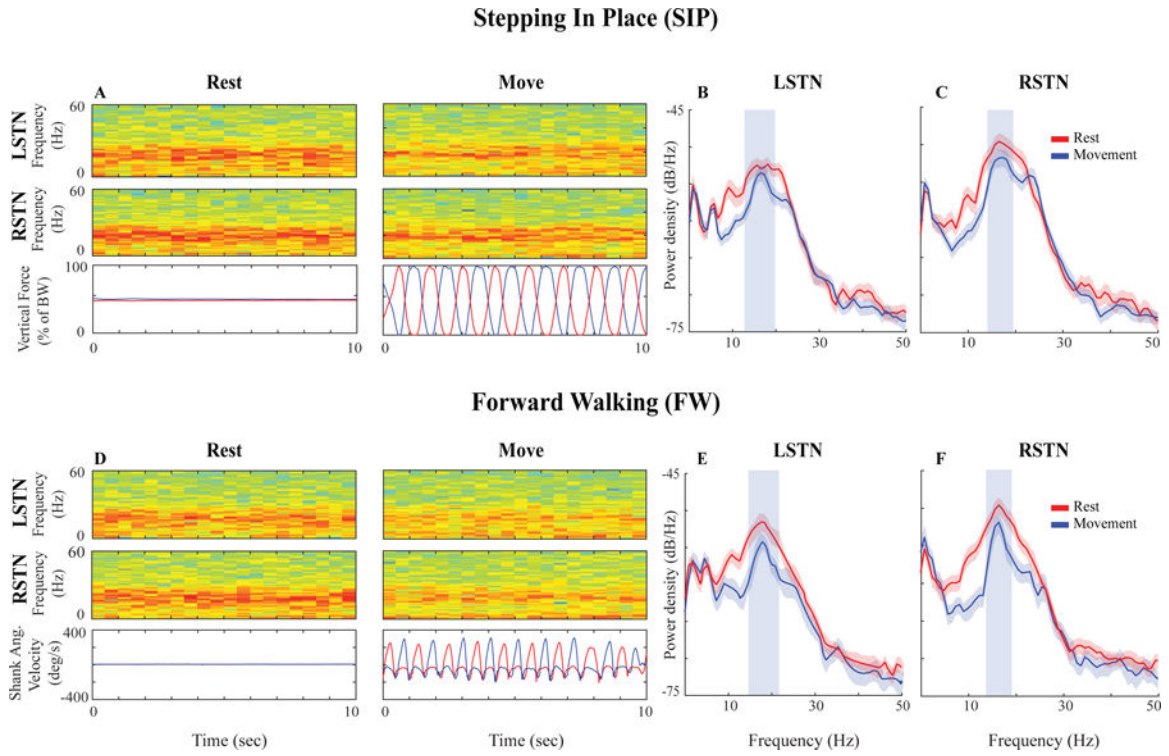 Stepping In Place (SIP)
A Rest Move B LSTN C RSTN
LSTN
Frequency
(Hz)
60
0
RSTN
Frequency
(Hz)
60
0
Vertical Force
(% of BW)
100
0
0 10 0 10
Power density (dB/Hz)
-45
-75
10 30 50
Rest
Movement
10 30 50
Forward Walking (FW)
D Rest Move E LSTN F RSTN
LSTN
Frequency
(Hz)
60
0
RSTN
Frequency
(Hz)
60
0
Shank Ang.
Velocity
(deg/s)
400
-400
0 10 0 10
Time (sec) Time (sec)
Power density (dB/Hz)
-45
-75
10 30 50
Frequency (Hz)
Rest
Movement
10 30 50
Frequency (Hz)